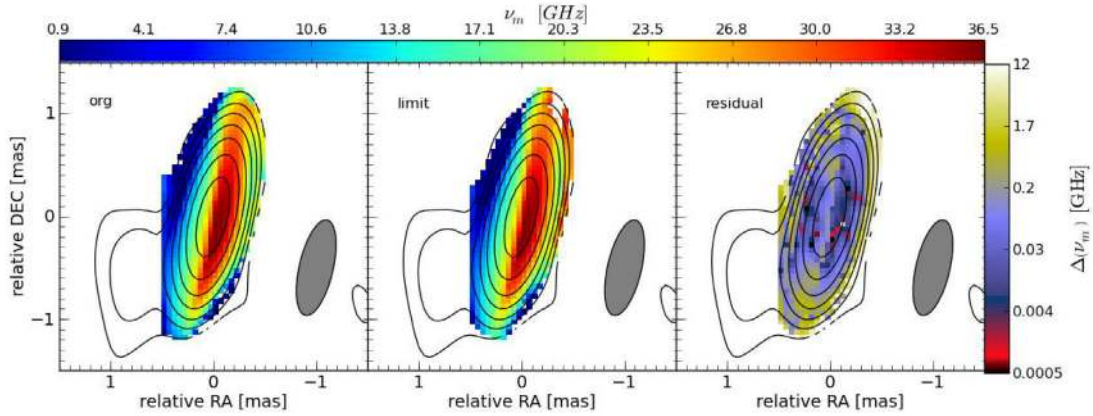 ν_m [GHz]
0.9 4.1 7.4 10.6 13.8 17.1 20.3 23.5 26.8 30.0 33.2 36.5
org
limit
residual
relative DEC [mas]
1
0
−1
1 0 −1
1 0 −1
1 0 −1
relative RA [mas]
relative RA [mas]
relative RA [mas]
12
1.7
0.2
0.03
0.004
0.0005
Δ(ν_m) [GHz]